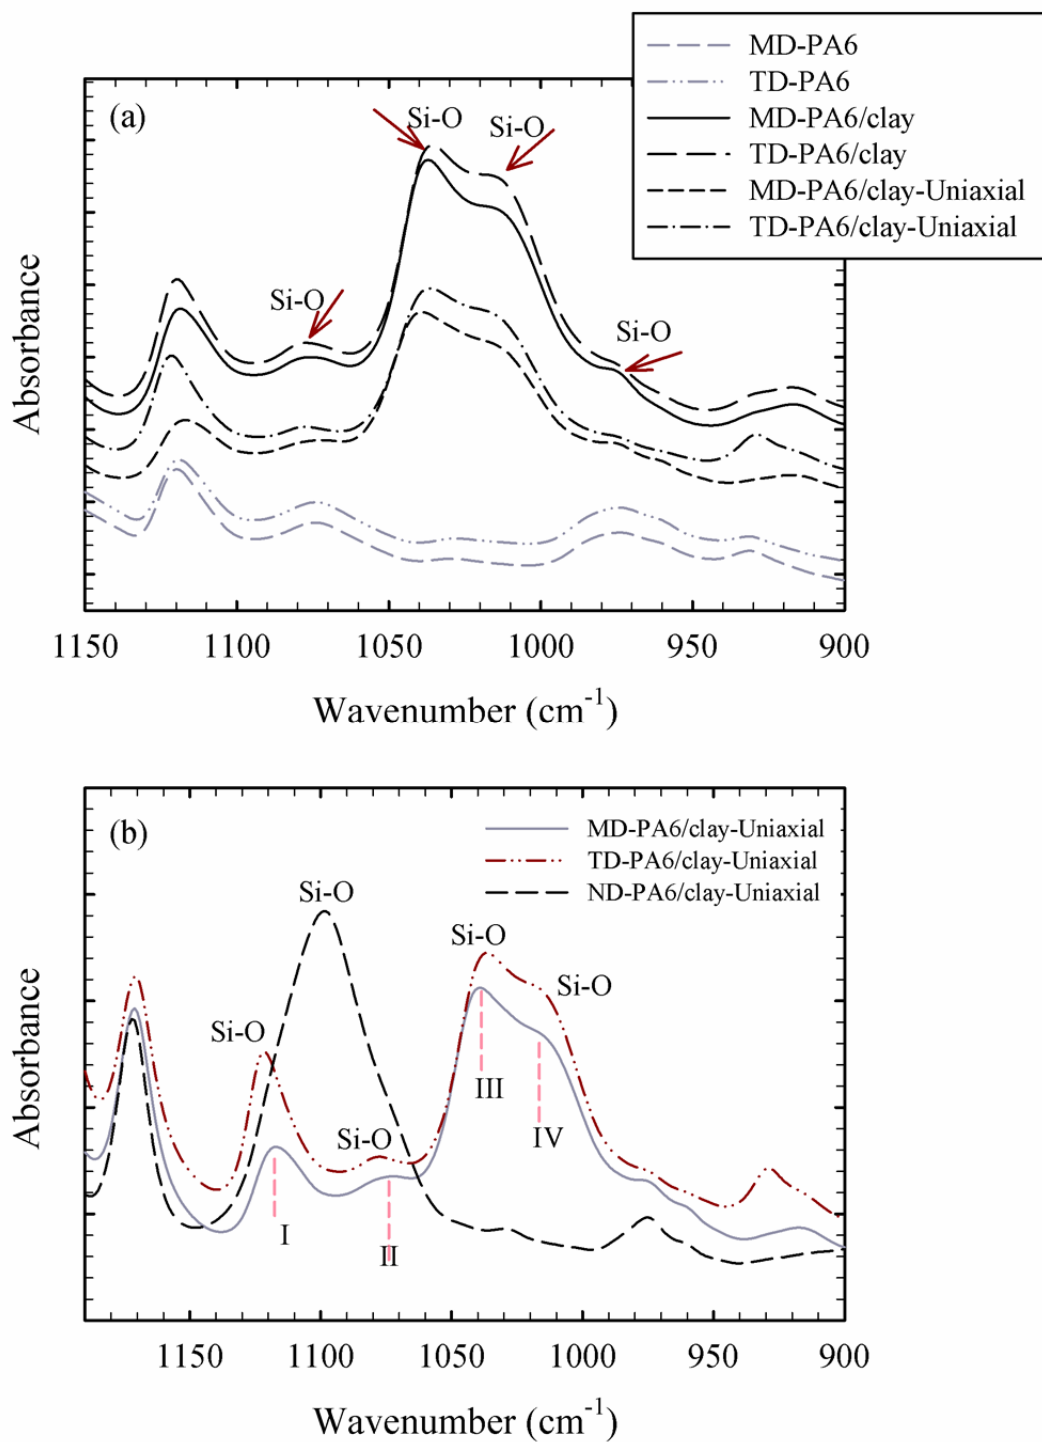 MD-PA6
TD-PA6
MD-PA6/clay
TD-PA6/clay
MD-PA6/clay-Uniaxial
TD-PA6/clay-Uniaxial
(a)
Si-O
Si-O
Si-O
Si-O
Absorbance
1150 1100 1050 1000 950 900
Wavenumber (cm-1)
(b)
MD-PA6/clay-Uniaxial
TD-PA6/clay-Uniaxial
ND-PA6/clay-Uniaxial
Si-O
Si-O
Si-O
Si-O
Si-O
I
II
III
IV
Absorbance
1150 1100 1050 1000 950 900
Wavenumber (cm-1)